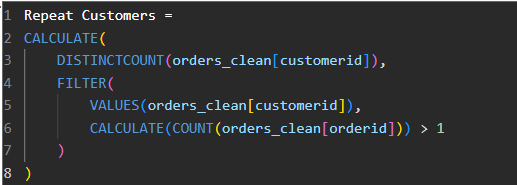 1 Repeat Customers =
2 CALCULATE(
3 DISTINCTCOUNT(orders_clean[customerid]),
4 FILTER(
5 VALUES(orders_clean[customerid]),
6 CALCULATE(COUNT(orders_clean[orderid])) > 1
7 )
8 )